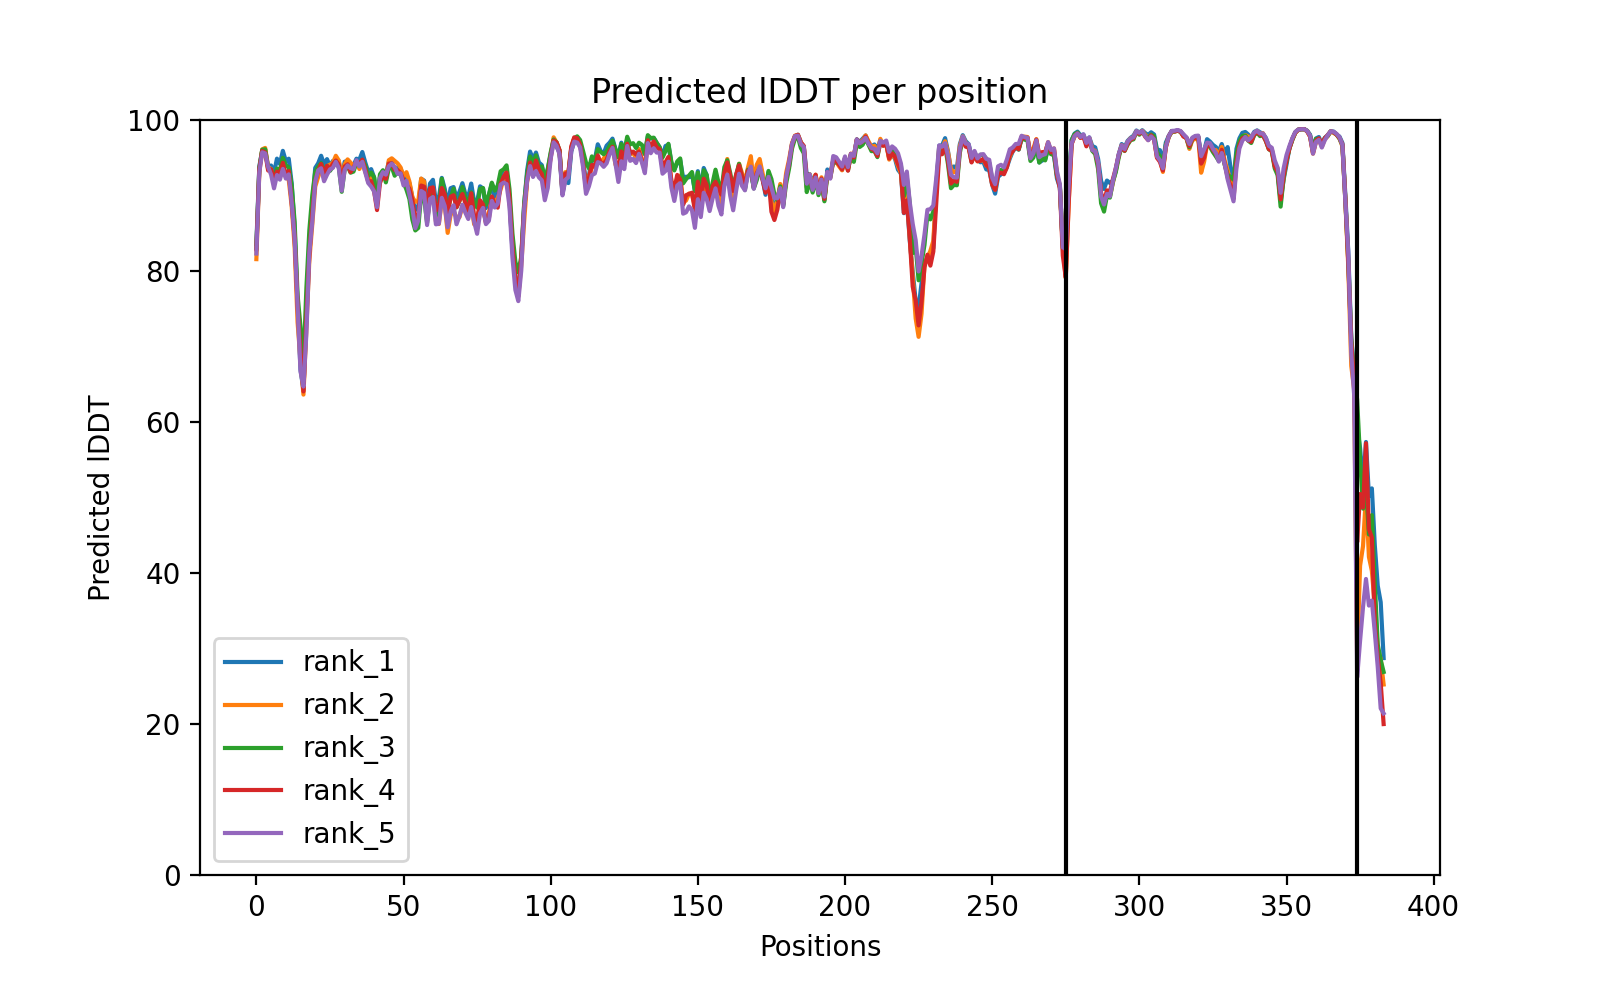 Predicted lDDT per position
100
80
60
40
20
0
Predicted lDDT
rank_1
rank_2
rank_3
rank_4
rank_5
0 50 100 150 200 250 300 350 400
Positions